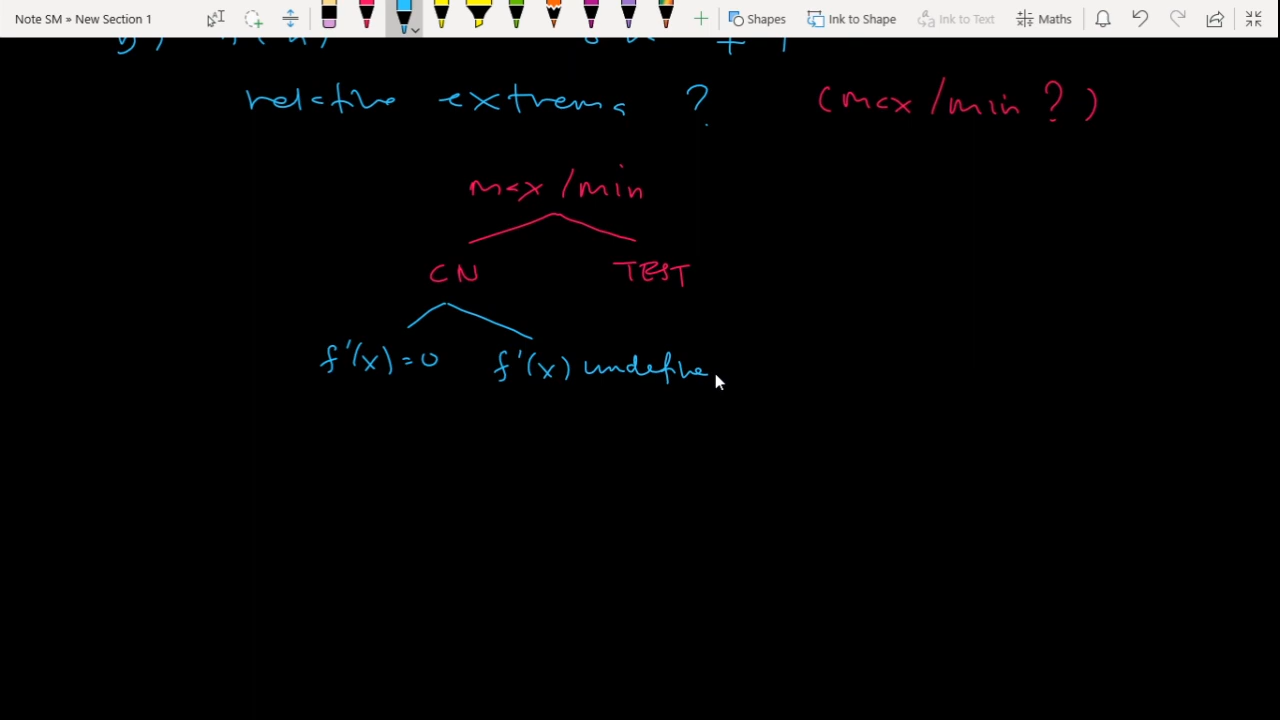 Note SM » New Section 1
Shapes Ink to Shape Ink to Text Maths
relative extrema ? (max/min ?)
max/min
CN TEST
f'(x)=0 f'(x) undefine